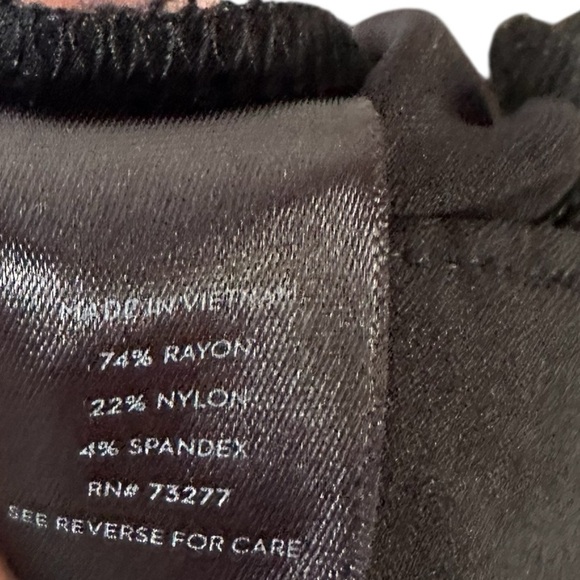 MADE IN VIETNAM
74% RAYON
22% NYLON
4% SPANDEX
RN# 73277
SEE REVERSE FOR CARE